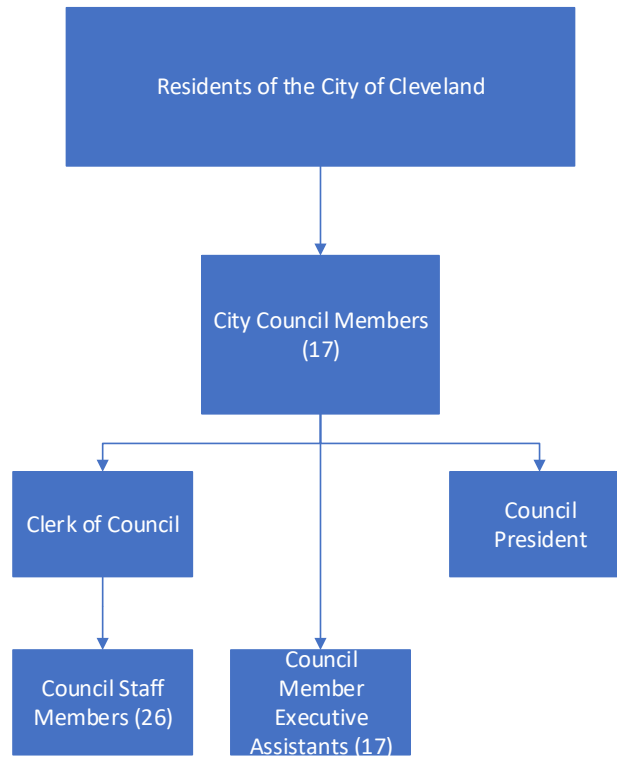 Residents of the City of Cleveland
City Council Members
(17)
Clerk of Council
Council
President
Council Staff
Members (26)
Council
Member
Executive
Assistants (17)